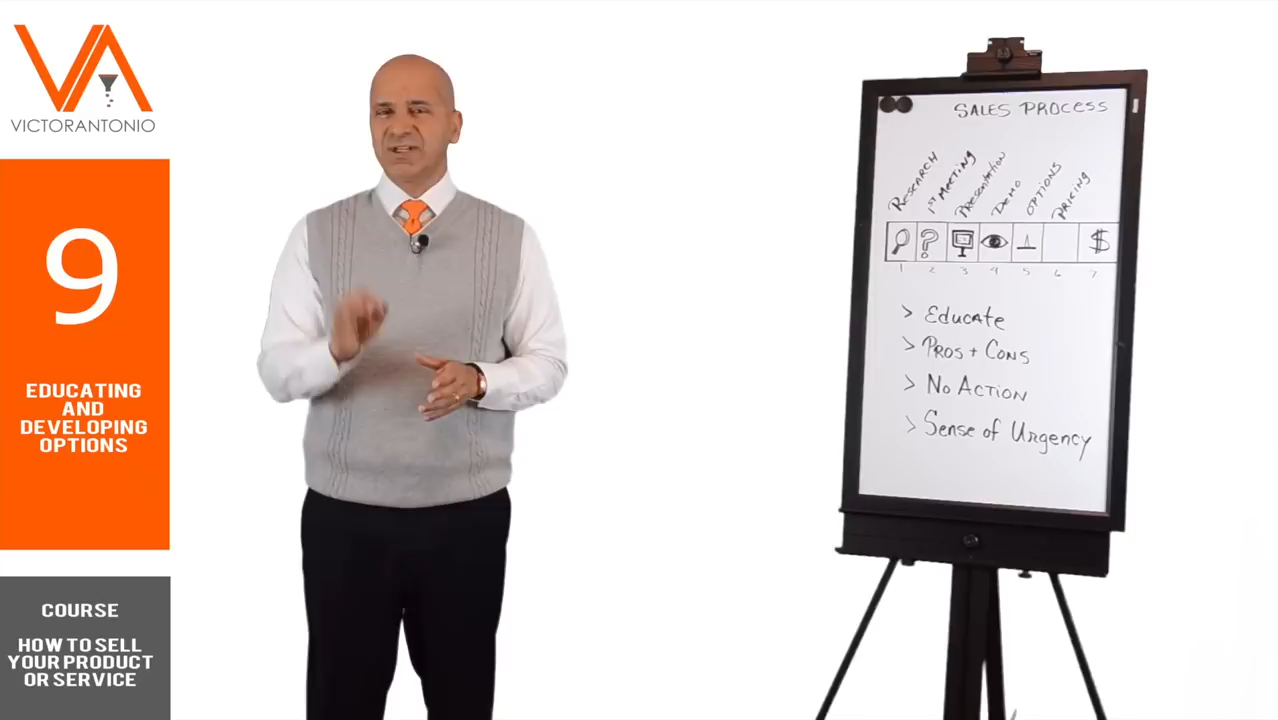 VICTORANTONIO
9
EDUCATING
AND
DEVELOPING
OPTIONS
COURSE
HOW TO SELL
YOUR PRODUCT
OR SERVICE
SALES PROCESS
RESEARCH
1ST MEETING
PRESENTATION
DEMO
OPTIONS
PRICING
? $
1 2 3 4 5 6 7
> Educate
> PROS + CONS
> NO ACTION
> Sense of Urgency